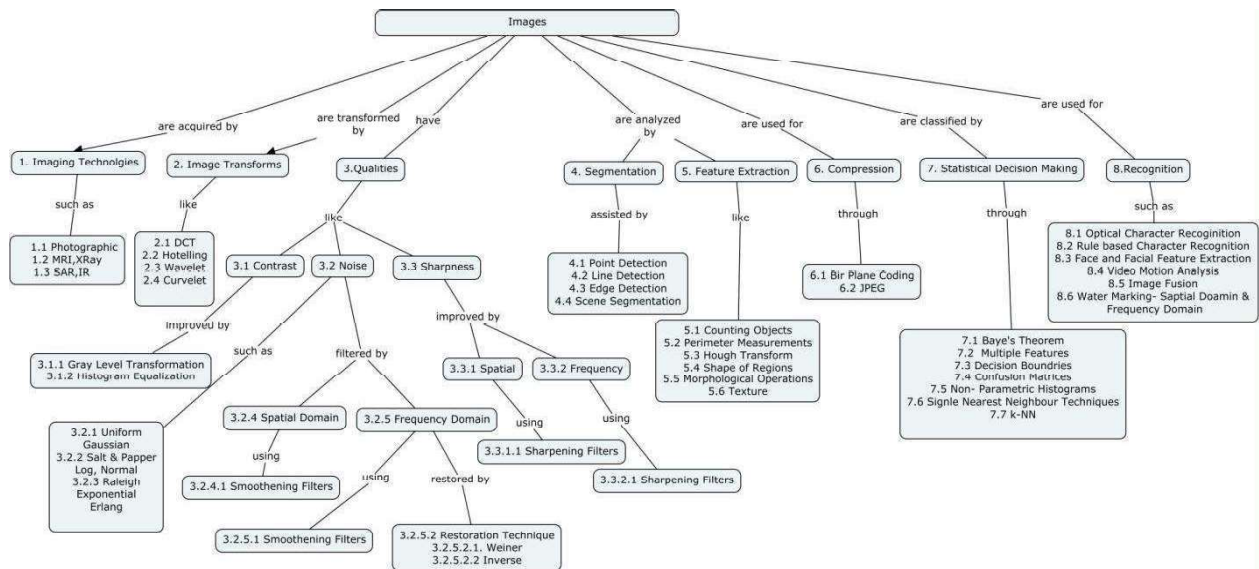 Images
are acquired by
are transformed
by
have
are analyzed
by
are used for
are classified by
are used for
1. Imaging Technolgies
2. Image Transforms
3.Qualities
4. Segmentation
5. Feature Extraction
6. Compression
7. Statistical Decision Making
8.Recognition
such as
like
like
assisted by
like
through
through
such as
1.1 Photographic
1.2 MRI,XRay
1.3 SAR,IR
2.1 DCT
2.2 Hotelling
2.3 Wavelet
2.4 Curvelet
3.1 Contrast
3.2 Noise
3.3 Sharpness
4.1 Point Detection
4.2 Line Detection
4.3 Edge Detection
4.4 Scene Segmentation
6.1 Bir Plane Coding
6.2 JPEG
8.1 Optical Character Recoginition
8.2 Rule based Character Recognition
8.3 Face and Facial Feature Extraction
8.4 Video Motion Analysis
8.5 Image Fusion
8.6 Water Marking- Saptial Doamin &
Frequency Domain
improved by
such as
filtered by
improved by
3.1.1 Gray Level Transformation
3.1.2 Histogram Equalization
3.3.1 Spatial
3.3.2 Frequency
5.1 Counting Objects
5.2 Perimeter Measurements
5.3 Hough Transform
5.4 Shape of Regions
5.5 Morphological Operations
5.6 Texture
7.1 Baye's Theorem
7.2 Multiple Features
7.3 Decision Boundries
7.4 Confusion Matrices
7.5 Non- Parametric Histograms
7.6 Signle Nearest Neighbour Techniques
7.7 k-NN
3.2.1 Uniform
Gaussian
3.2.2 Salt & Papper
Log, Normal
3.2.3 Raleigh
Exponential
Erlang
3.2.4 Spatial Domain
3.2.5 Frequency Domain
using
using
using
using
restored by
3.3.1.1 Sharpening Filters
3.3.2.1 Sharpening Filters
3.2.4.1 Smoothening Filters
3.2.5.1 Smoothening Filters
3.2.5.2 Restoration Technique
3.2.5.2.1. Weiner
3.2.5.2.2 Inverse